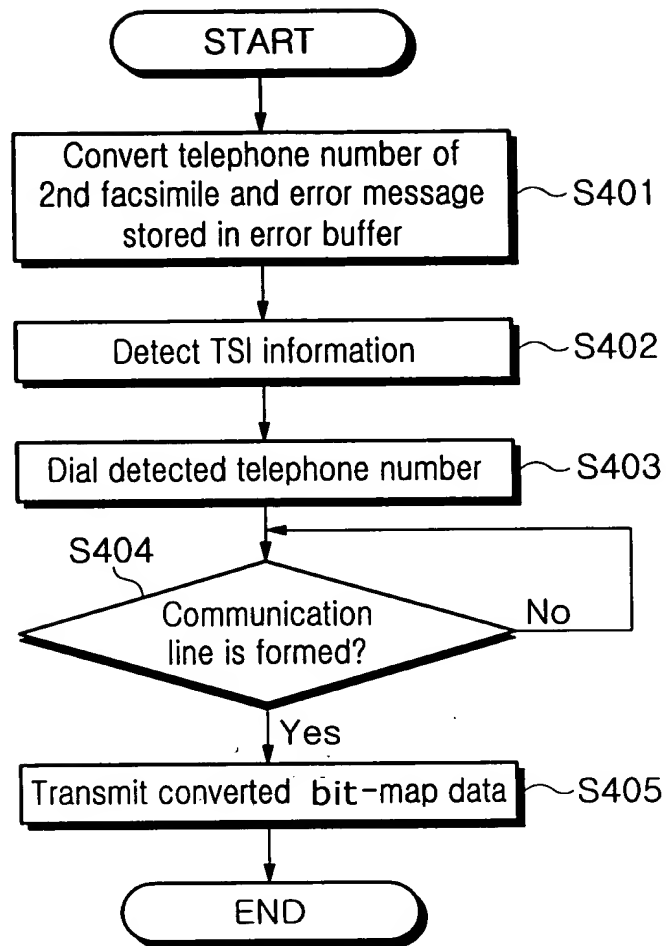 START
Convert telephone number of
2nd facsimile and error message
stored in error buffer
S401
Detect TSI information
S402
Dial detected telephone number
S403
S404
Communication
line is formed?
No
Yes
Transmit converted bit-map data
S405
END